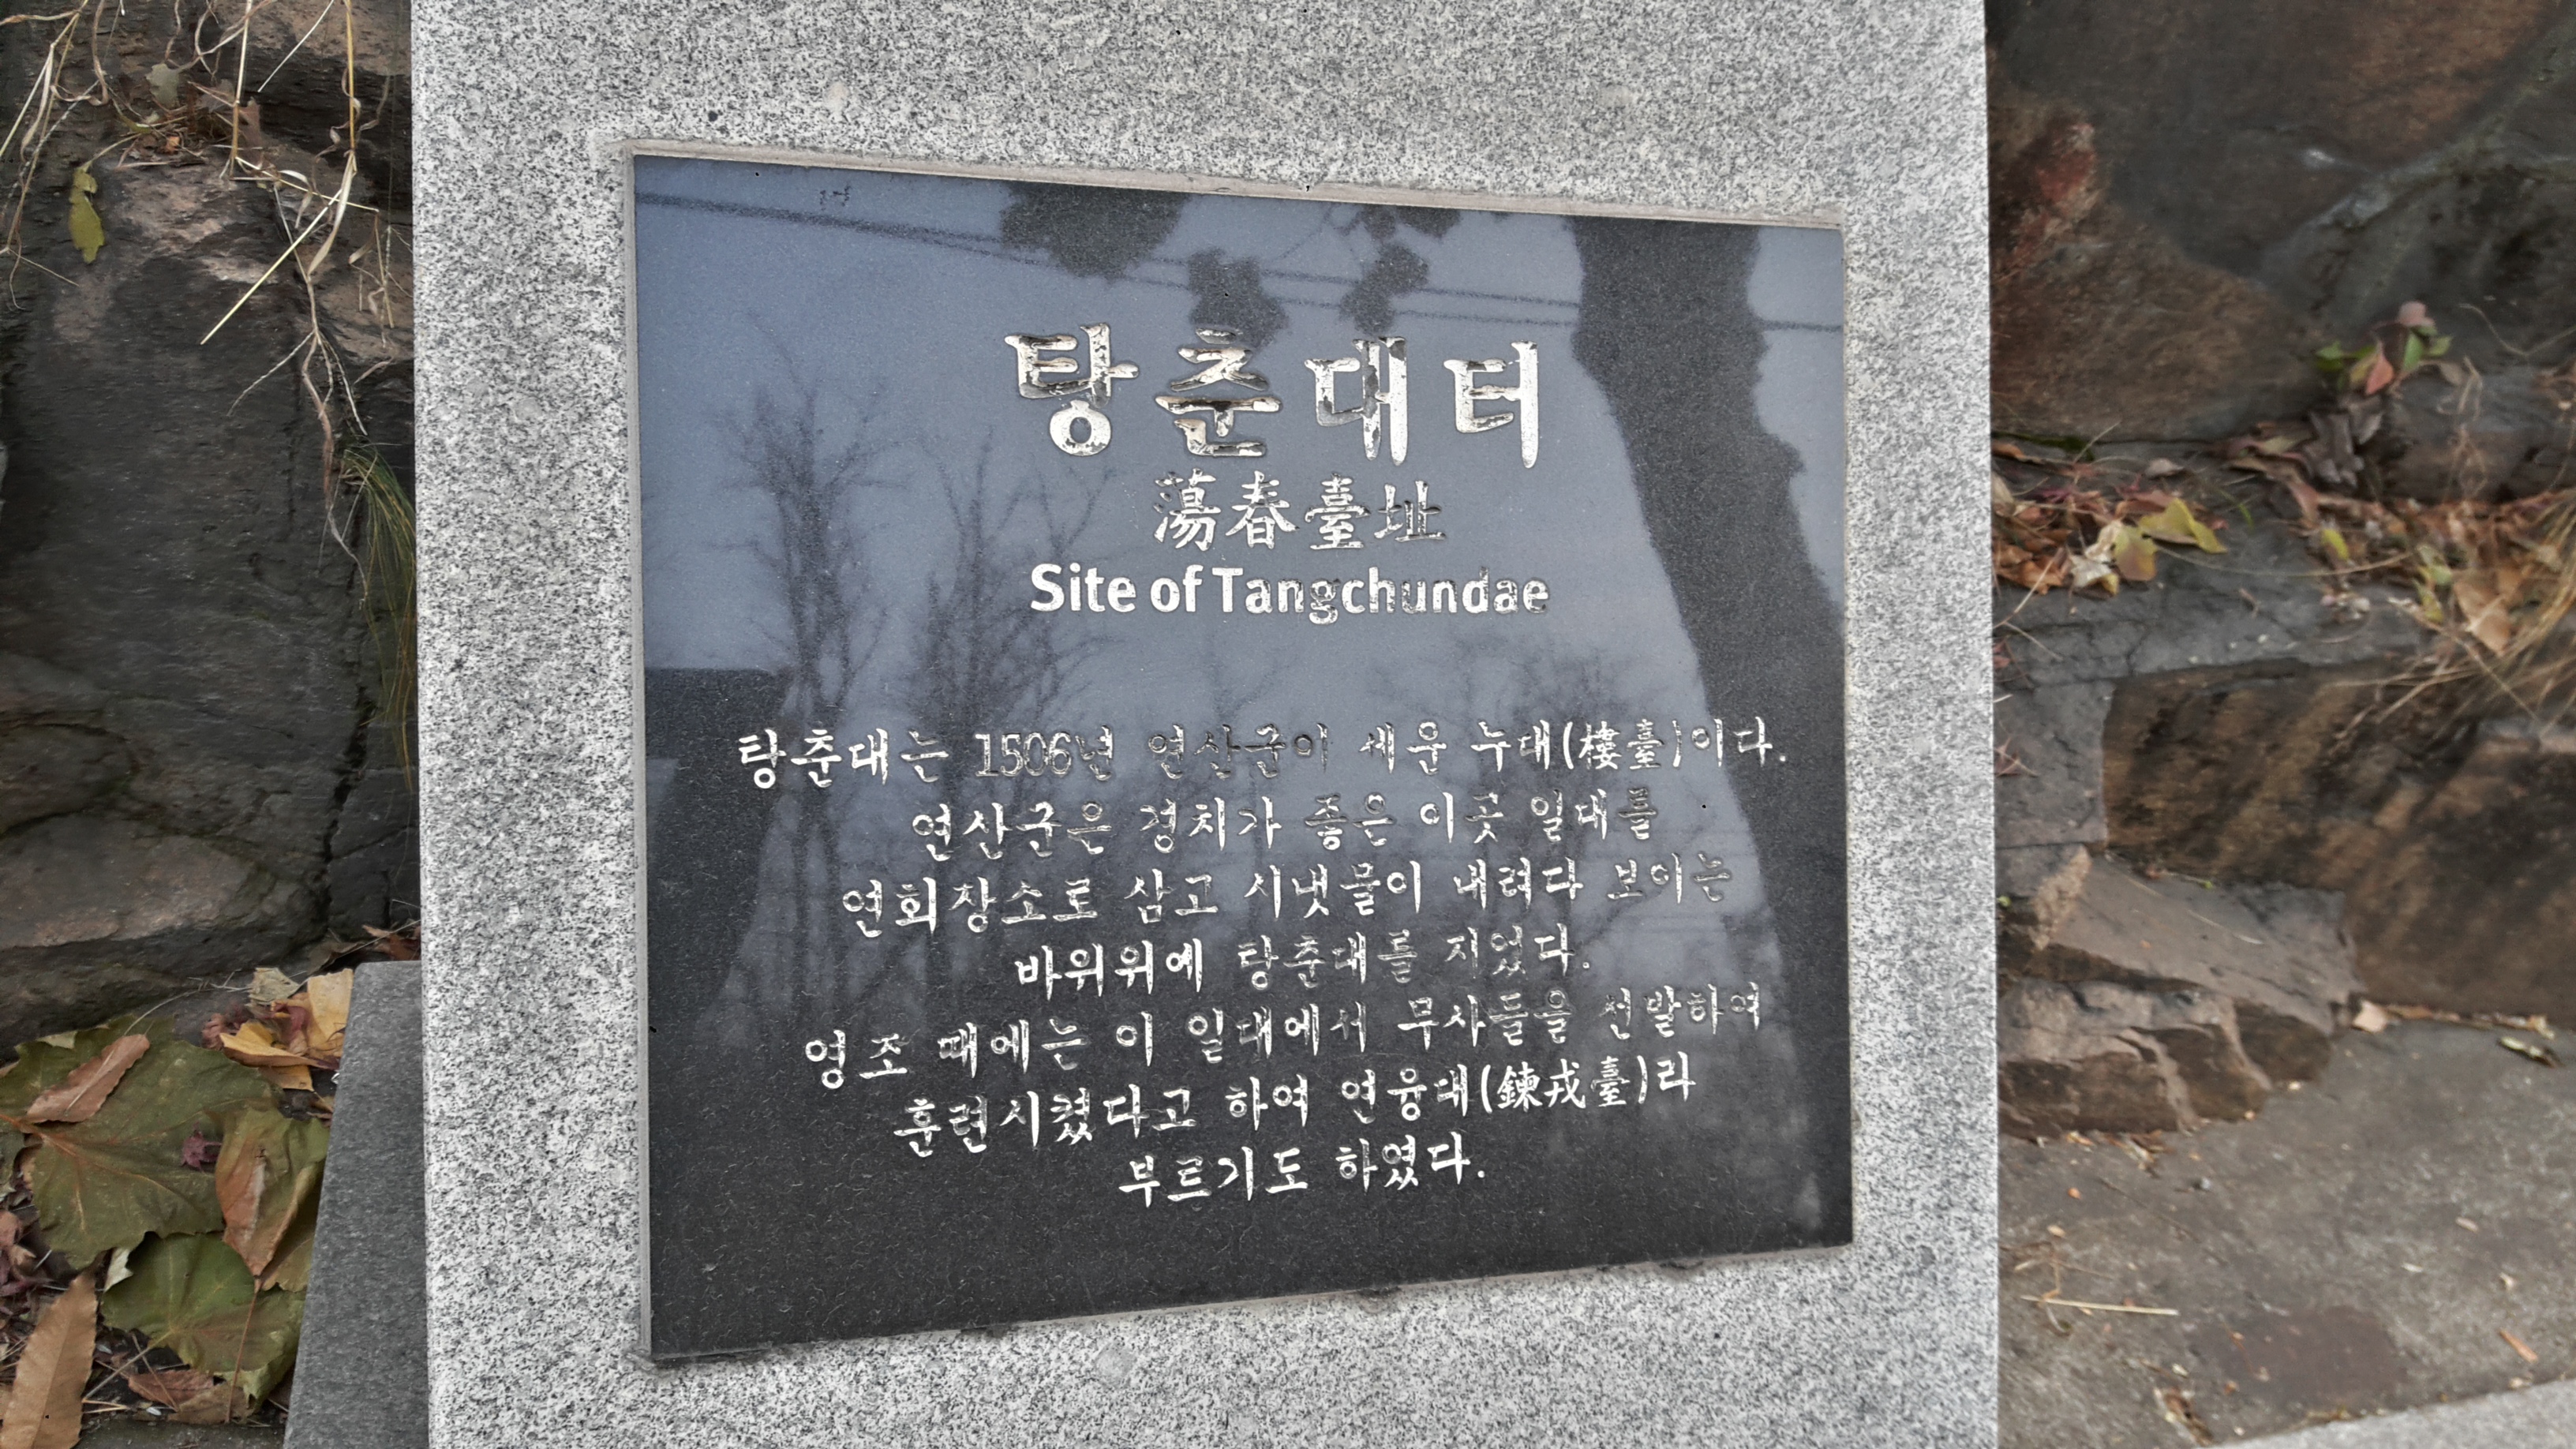 탕춘대터
蕩春臺址
Site of Tangchundae
탕춘대는 1506년 연산군이 세운 누대(樓臺)이다.
연산군은 경치가 좋은 이곳 일대를
연회장소로 삼고 시냇물이 내려다 보이는
바위위에 탕춘대를 지었다.
영조 때에는 이 일대에서 무사들을 선발하여
훈련시켰다고 하여 연융대(鍊戎臺)라
부르기도 하였다.